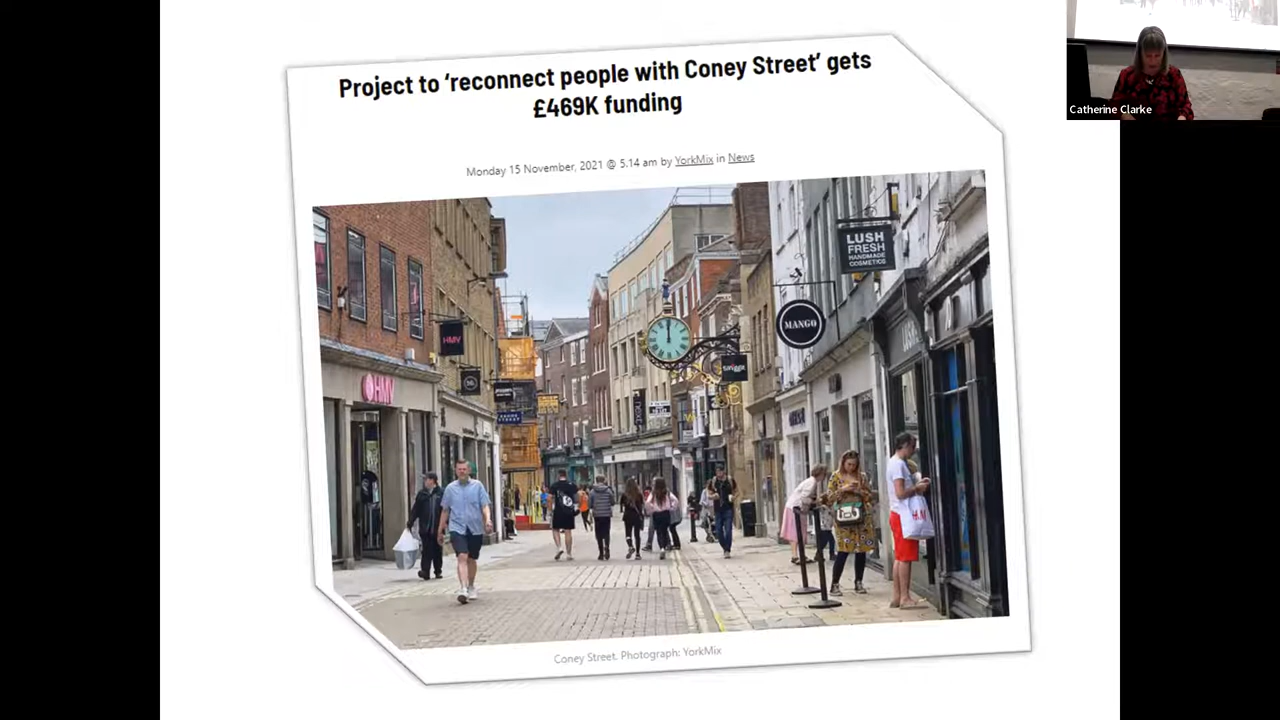 Project to ‘reconnect people with Coney Street’ gets
£469K funding
Monday 15 November, 2021 @ 5.14 am by YorkMix in News
LUSH
FRESH
HANDMADE
COSMETICS
MANGO
HMV
HMV
H&M
Coney Street. Photograph: YorkMix
Catherine Clarke